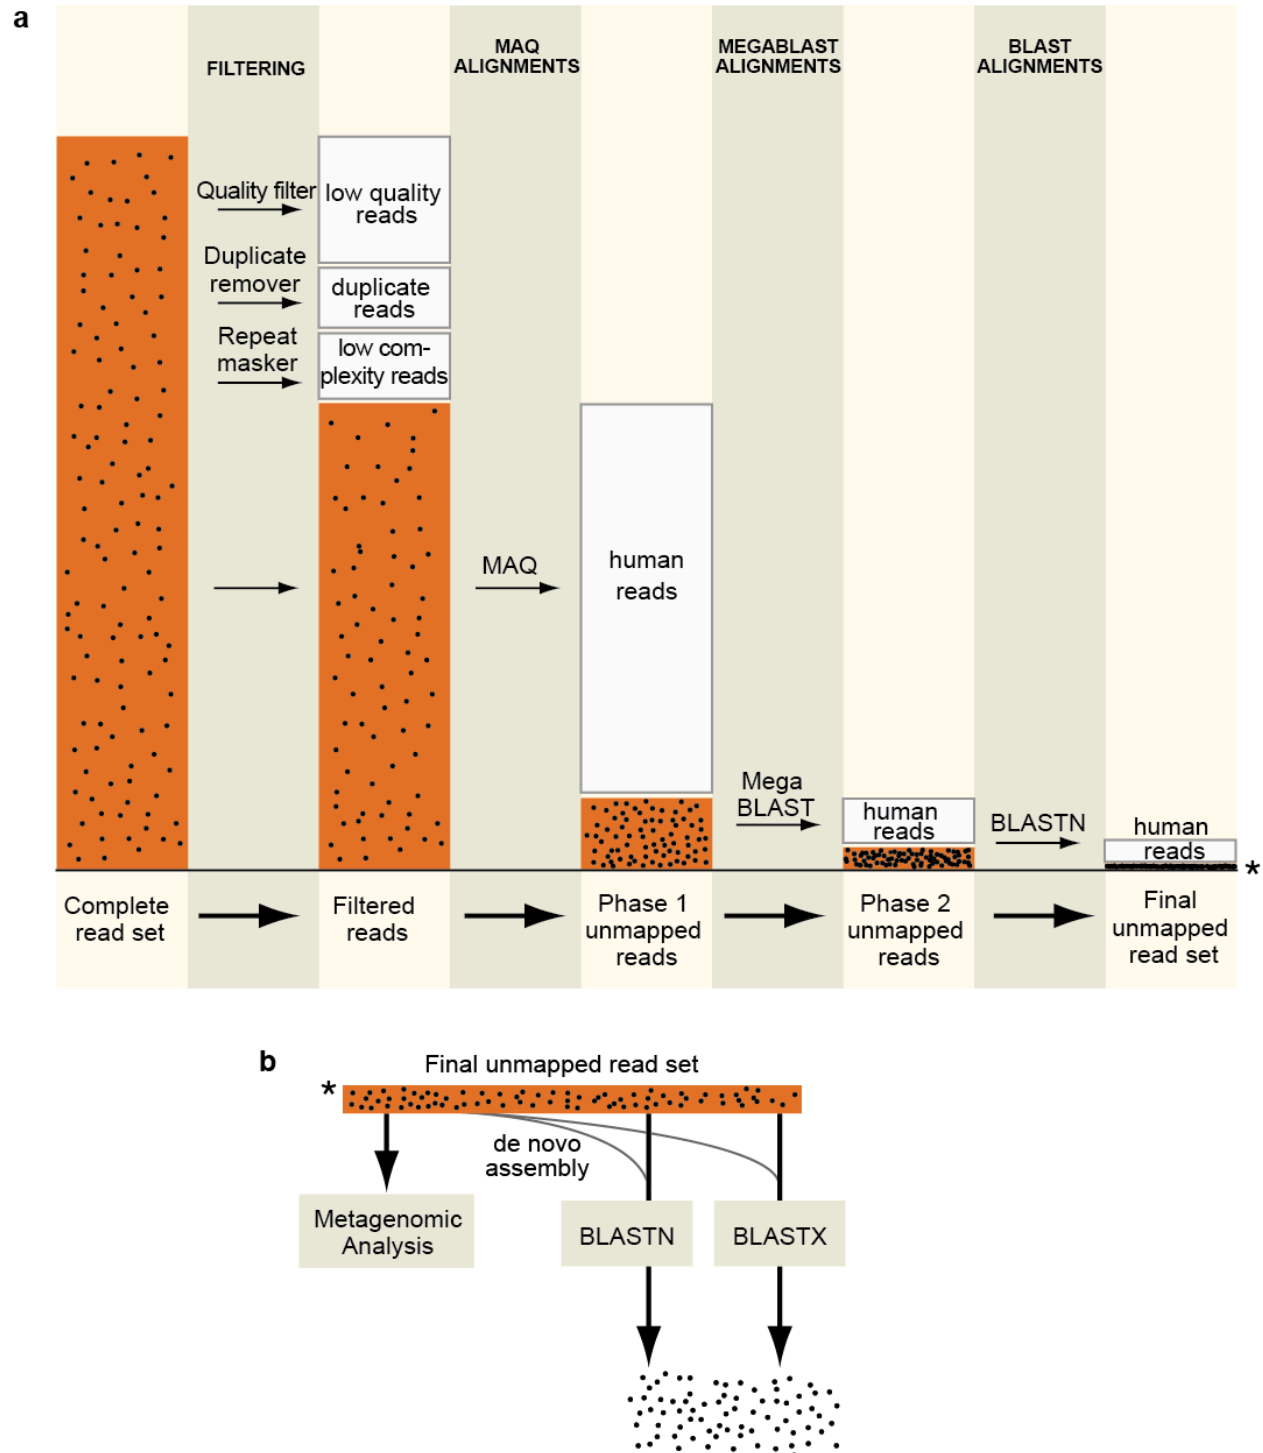 a
FILTERING
MAQ
ALIGNMENTS
MEGABLAST
ALIGNMENTS
BLAST
ALIGNMENTS
Quality filter
low quality
reads
Duplicate
remover
duplicate
reads
Repeat
masker
low com-
plexity reads
MAQ
human
reads
Mega
BLAST
human
reads
BLASTN
human
reads
*
Complete
read set
Filtered
reads
Phase 1
unmapped
reads
Phase 2
unmapped
reads
Final
unmapped
read set
b
Final unmapped read set
*
de novo
assembly
Metagenomic
Analysis
BLASTN
BLASTX